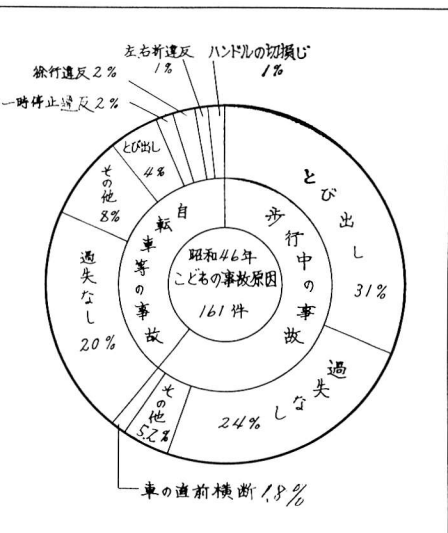 左右折違反
1%
ハンドルの切損じ
1%
徐行違反2%
一時停止違反2%
とび出し
4%
その他
8%
過失なし
20%
自転車等の事故
歩行中の事故
昭和46年
こどもの事故原因
161件
とび出し
31%
過失なし
24%
その他
5.2%
車の直前横断1.8%